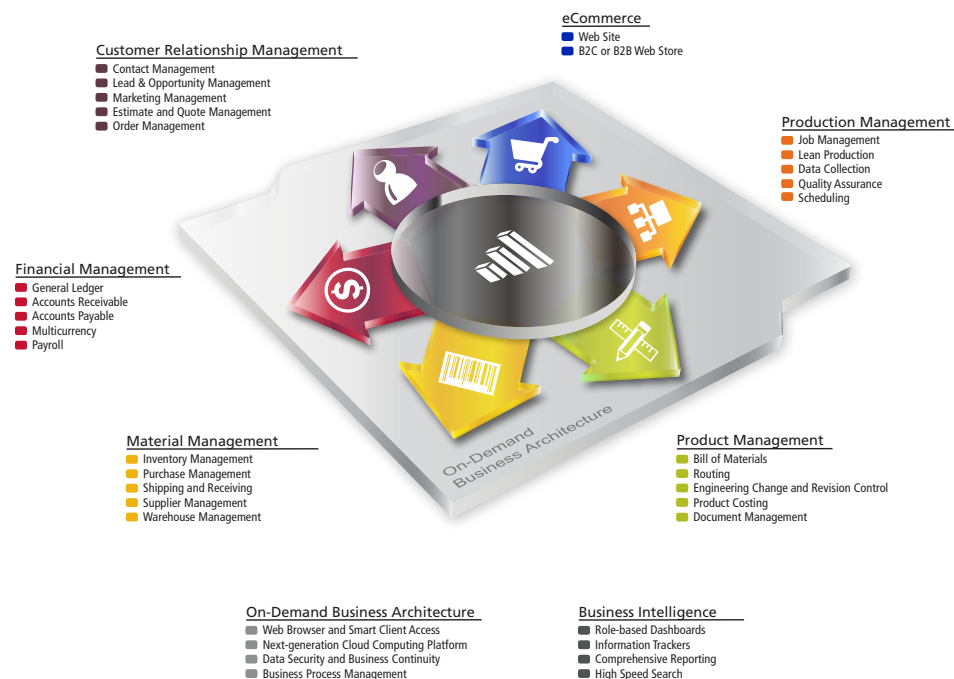 eCommerce
Web Site
B2C or B2B Web Store
Customer Relationship Management
Contact Management
Lead & Opportunity Management
Marketing Management
Estimate and Quote Management
Order Management
Production Management
Job Management
Lean Production
Data Collection
Quality Assurance
Scheduling
Financial Management
General Ledger
Accounts Receivable
Accounts Payable
Multicurrency
Payroll
On-Demand
Business Architecture
Material Management
Inventory Management
Purchase Management
Shipping and Receiving
Supplier Management
Warehouse Management
Product Management
Bill of Materials
Routing
Engineering Change and Revision Control
Product Costing
Document Management
On-Demand Business Architecture
Web Browser and Smart Client Access
Next-generation Cloud Computing Platform
Data Security and Business Continuity
Business Process Management
Business Intelligence
Role-based Dashboards
Information Trackers
Comprehensive Reporting
High Speed Search